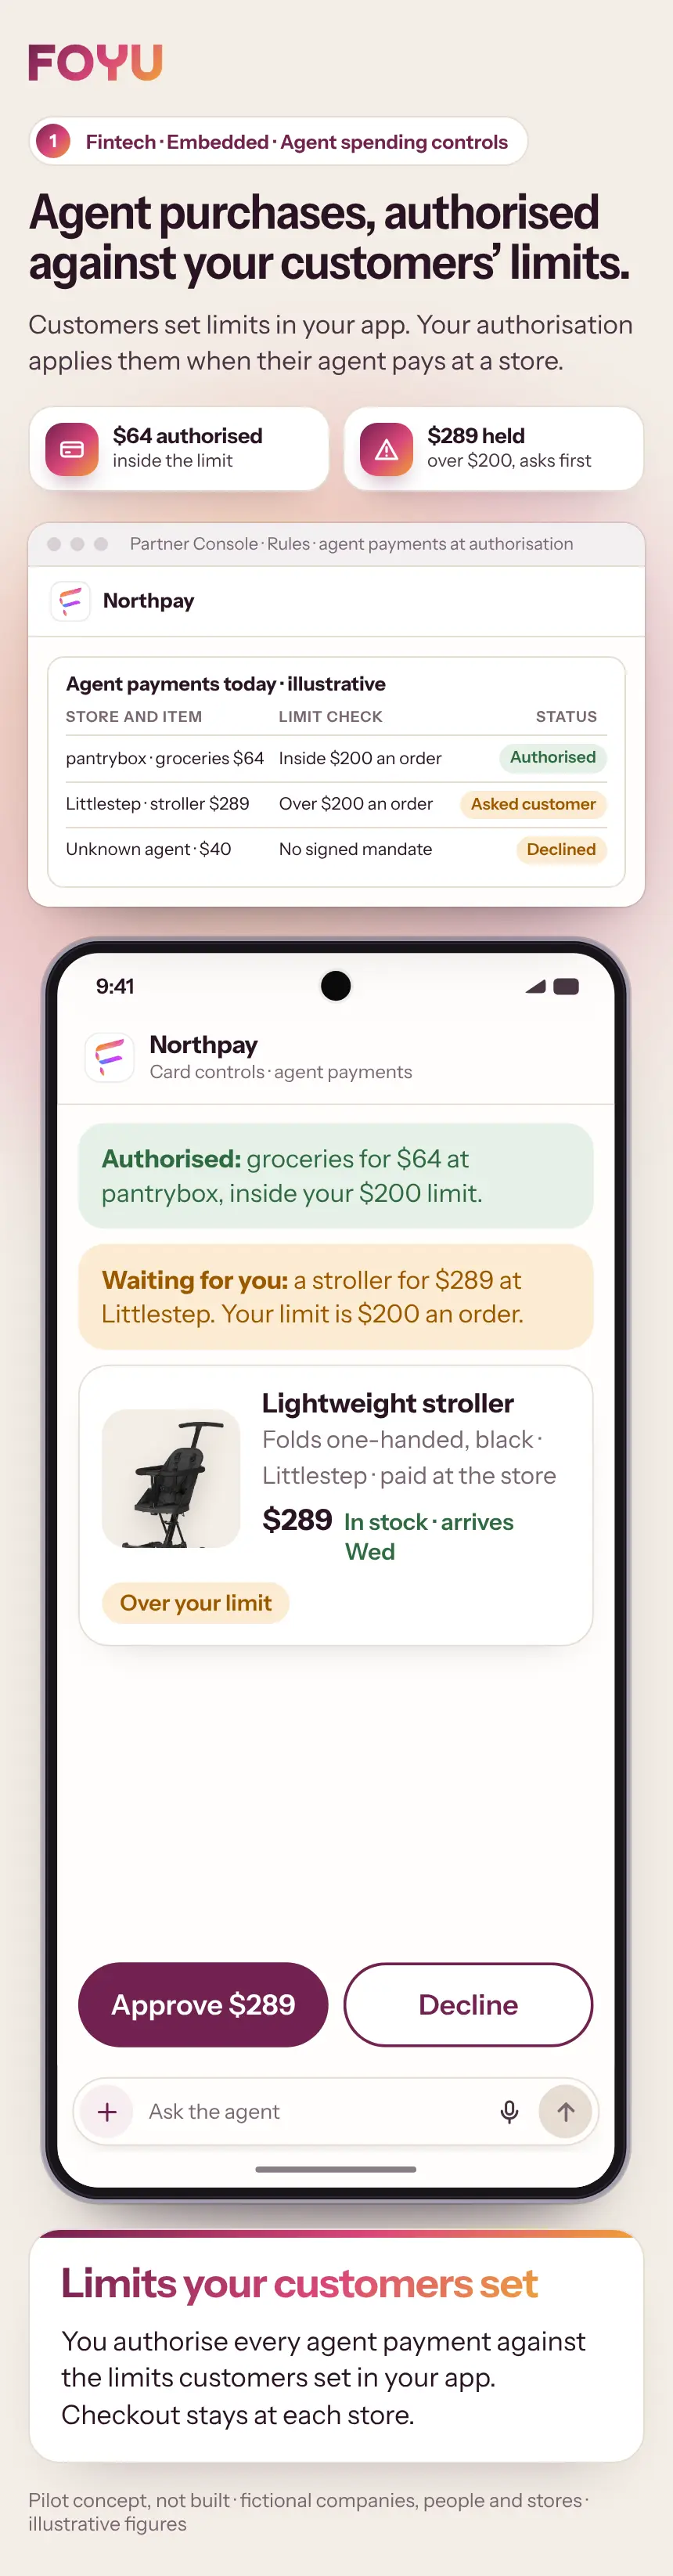 FOYU
1 Fintech · Embedded · Agent spending controls
Agent purchases, authorised
against your customers’ limits.
Customers set limits in your app. Your authorisation
applies them when their agent pays at a store.
$64 authorised
inside the limit
$289 held
over $200, asks first
Partner Console · Rules · agent payments at authorisation
Northpay
Agent payments today · illustrative
STORE AND ITEM LIMIT CHECK STATUS
pantrybox · groceries $64 Inside $200 an order Authorised
Littlestep · stroller $289 Over $200 an order Asked customer
Unknown agent · $40 No signed mandate Declined
9:41
Northpay
Card controls · agent payments
Authorised: groceries for $64 at
pantrybox, inside your $200 limit.
Waiting for you: a stroller for $289 at
Littlestep. Your limit is $200 an order.
Lightweight stroller
Folds one-handed, black ·
Littlestep · paid at the store
$289 In stock · arrives
Wed
Over your limit
Approve $289 Decline
Ask the agent
Limits your customers set
You authorise every agent payment against
the limits customers set in your app.
Checkout stays at each store.
Pilot concept, not built · fictional companies, people and stores ·
illustrative figures